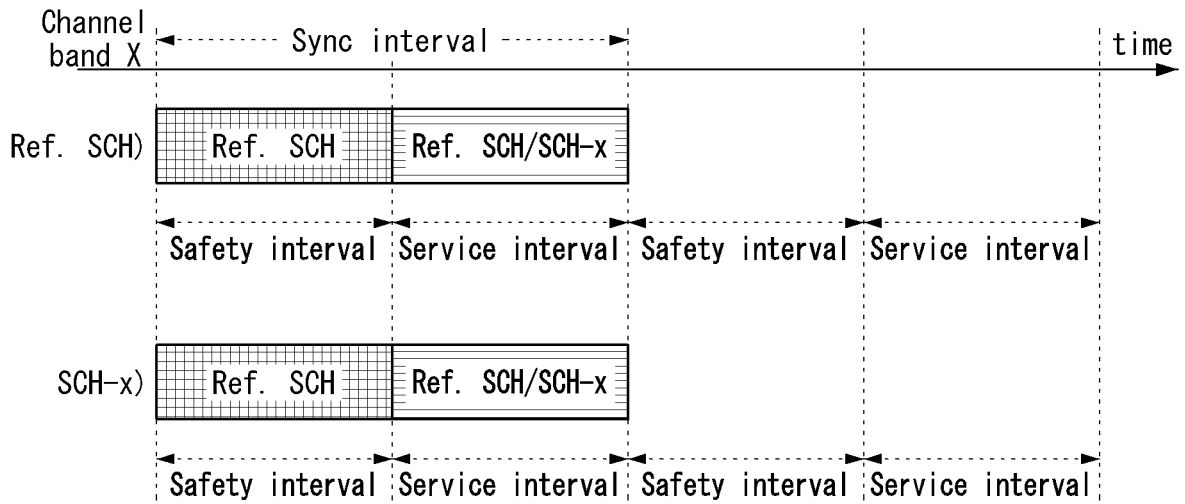 Channel
band X
Sync interval
time
Ref. SCH)
Ref. SCH
Ref. SCH/SCH-x
Safety interval
Service interval
Safety interval
Service interval
SCH-x)
Ref. SCH
Ref. SCH/SCH-x
Safety interval
Service interval
Safety interval
Service interval